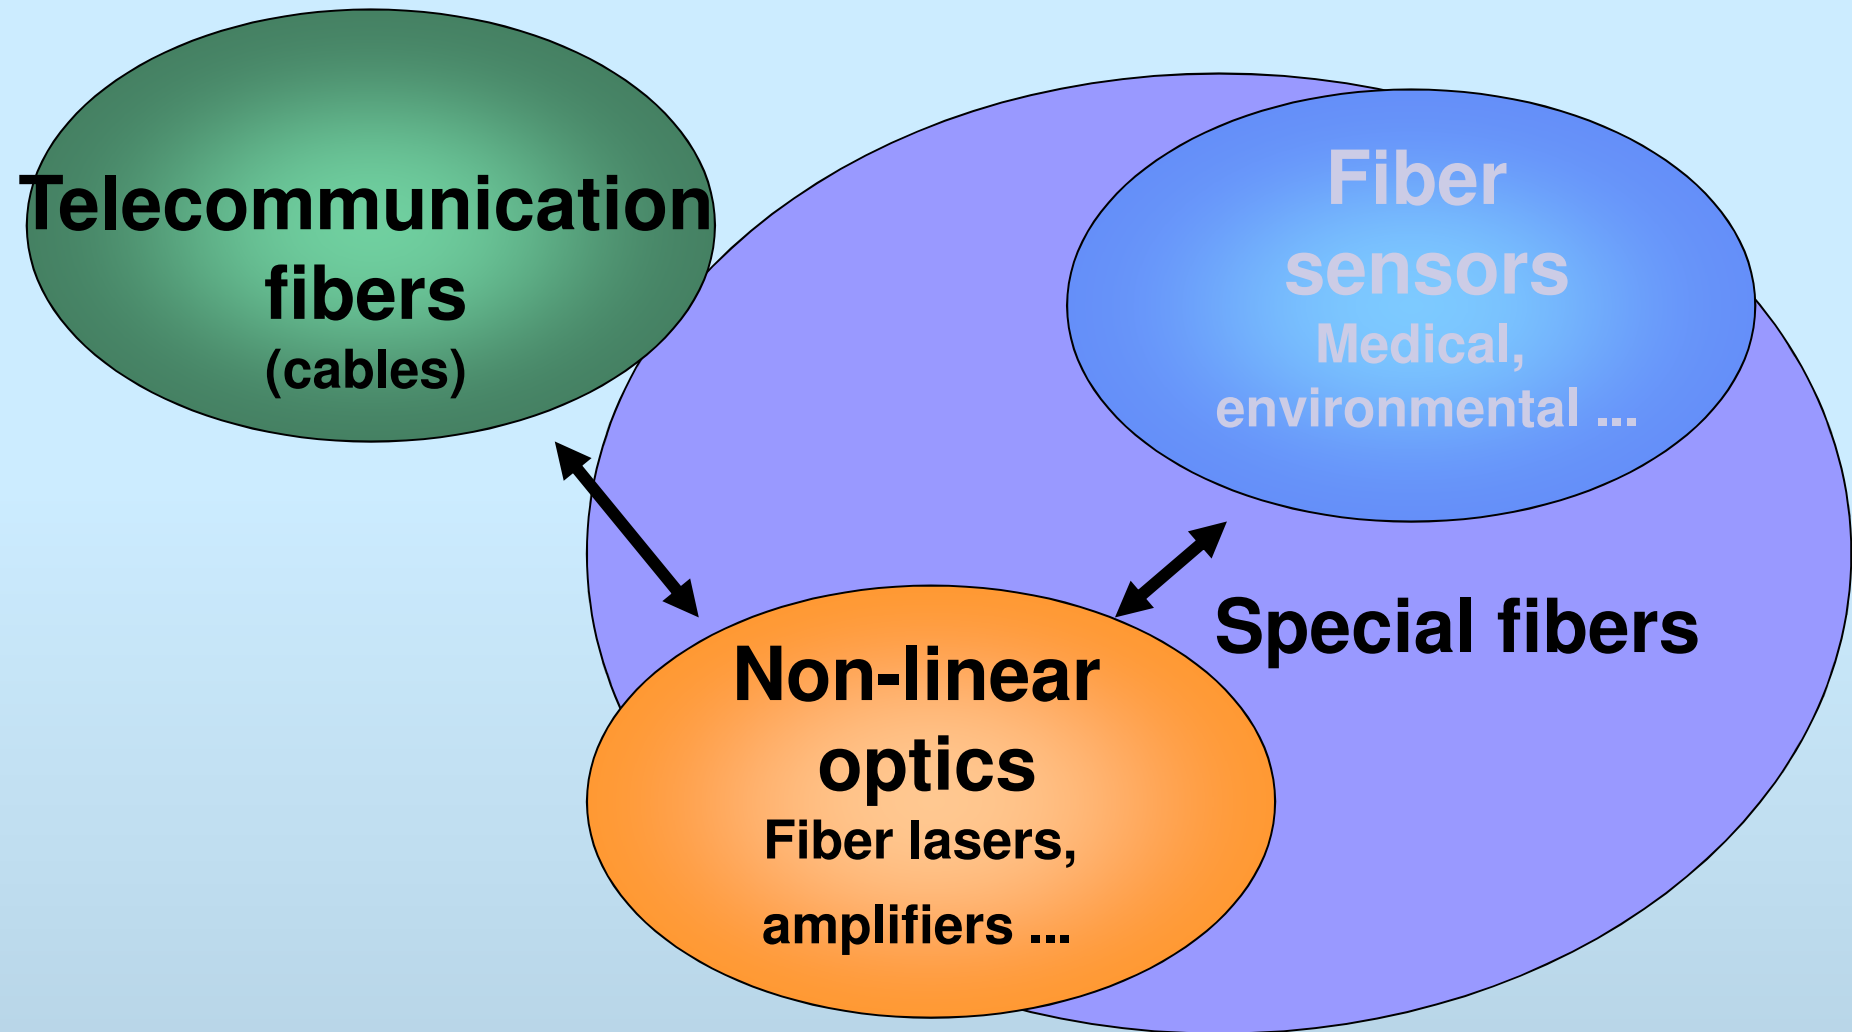 Telecommunication
fibers
(cables)
Fiber
sensors
Medical,
environmental ...
Special fibers
Non-linear
optics
Fiber lasers,
amplifiers ...